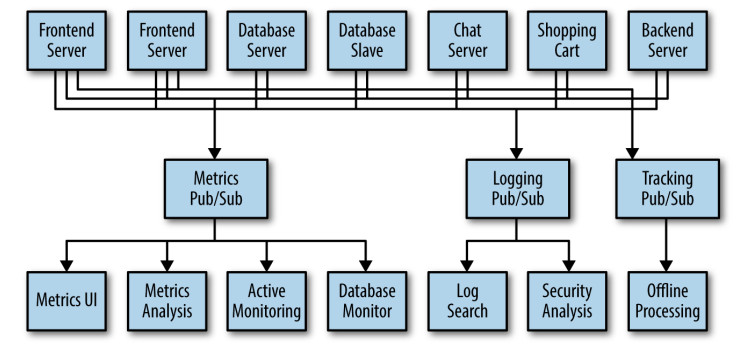 Frontend
Server
Frontend
Server
Database
Server
Database
Slave
Chat
Server
Shopping
Cart
Backend
Server
Metrics
Pub/Sub
Logging
Pub/Sub
Tracking
Pub/Sub
Metrics UI
Metrics
Analysis
Active
Monitoring
Database
Monitor
Log
Search
Security
Analysis
Offline
Processing